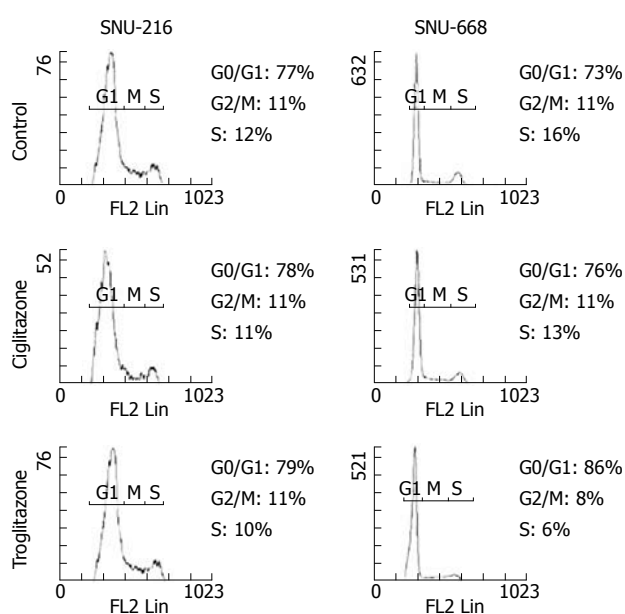 SNU-216 SNU-668
Control
76
G1 M S
G0/G1: 77%
G2/M: 11%
S: 12%
0 1023
FL2 Lin
632
G1 M S
G0/G1: 73%
G2/M: 11%
S: 16%
0 1023
FL2 Lin
Ciglitazone
52
G1 M S
G0/G1: 78%
G2/M: 11%
S: 11%
0 1023
FL2 Lin
531
G1 M S
G0/G1: 76%
G2/M: 11%
S: 13%
0 1023
FL2 Lin
Troglitazone
76
G1 M S
G0/G1: 79%
G2/M: 11%
S: 10%
0 1023
FL2 Lin
521
G1 M S
G0/G1: 86%
G2/M: 8%
S: 6%
0 1023
FL2 Lin